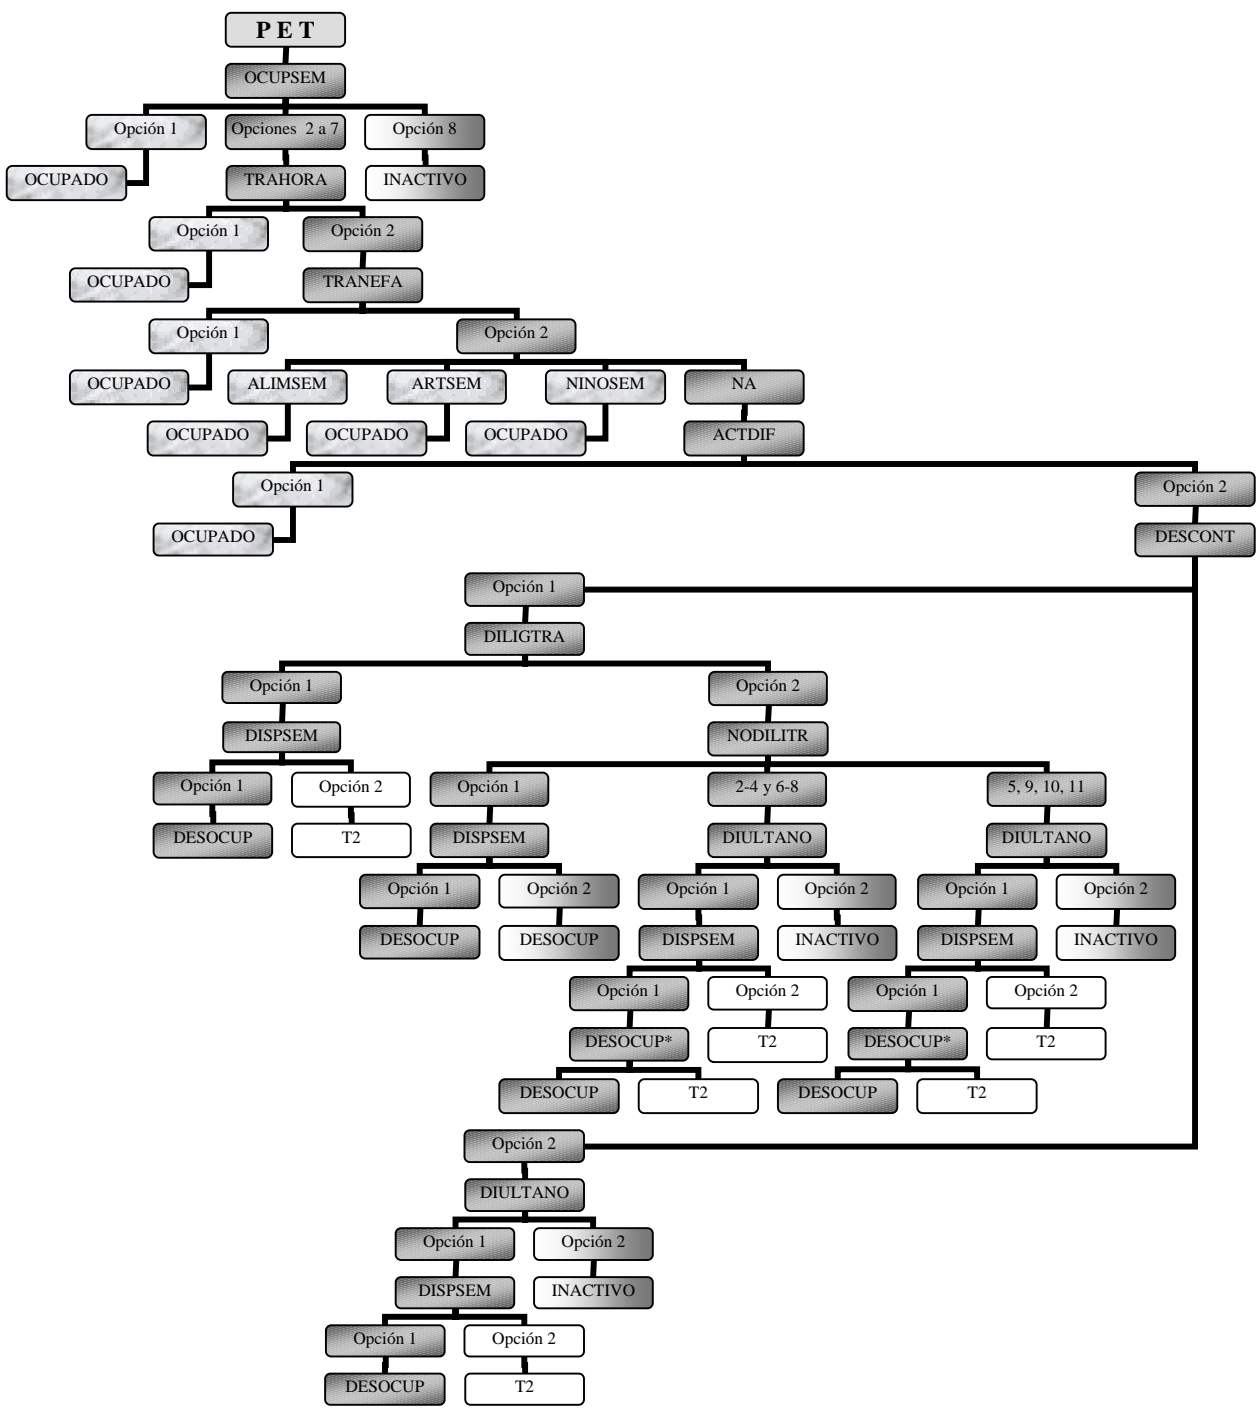 P E T
OCUPSEM
Opción 1
Opciones 2 a 7
Opción 8
OCUPADO
TRAHORA
INACTIVO
Opción 1
Opción 2
OCUPADO
TRANEFA
Opción 1
Opción 2
OCUPADO
ALIMSEM
ARTSEM
NINOSEM
NA
OCUPADO
OCUPADO
OCUPADO
ACTDIF
Opción 1
Opción 2
OCUPADO
DESCONT
Opción 1
DILIGTRA
Opción 1
Opción 2
DISPSEM
NODILITR
Opción 1
Opción 2
Opción 1
2-4 y 6-8
5, 9, 10, 11
DESOCUP
T2
DISPSEM
DIULTANO
DIULTANO
Opción 1
Opción 2
Opción 1
Opción 2
Opción 1
Opción 2
DESOCUP
DESOCUP
DISPSEM
INACTIVO
DISPSEM
INACTIVO
Opción 1
Opción 2
Opción 1
Opción 2
DESOCUP*
T2
DESOCUP*
T2
DESOCUP
T2
DESOCUP
T2
Opción 2
DIULTANO
Opción 1
Opción 2
DISPSEM
INACTIVO
Opción 1
Opción 2
DESOCUP
T2